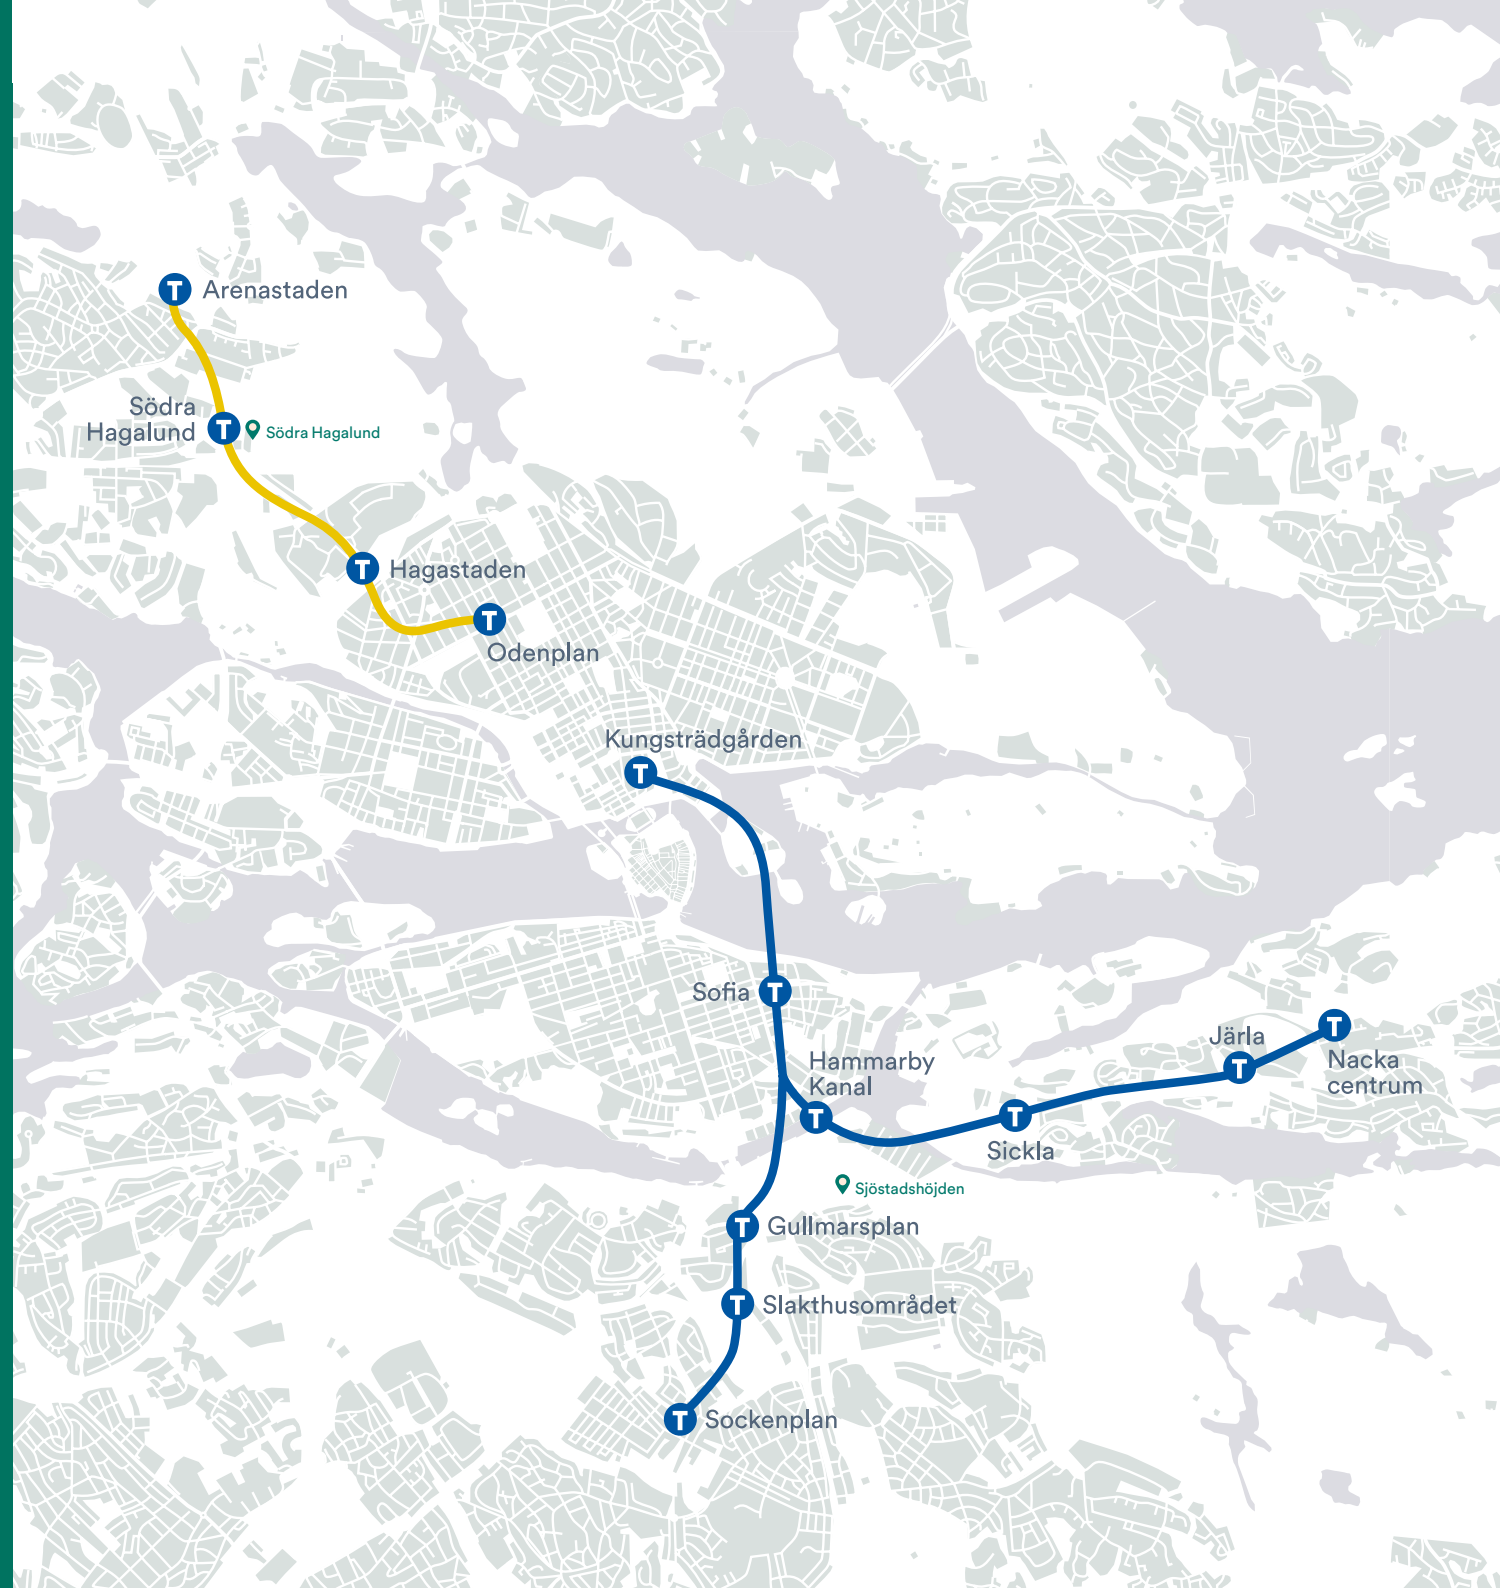 T
Arenastaden
Södra
Hagalund
T
Södra Hagalund
T
Hagastaden
T
Odenplan
Kungsträdgården
T
Sofia
T
Hammarby
Kanal
T
T
Sickla
Järla
T
T
Nacka
centrum
Sjöstadshöjden
T
Gullmarsplan
T
Slakthusområdet
T
Sockenplan